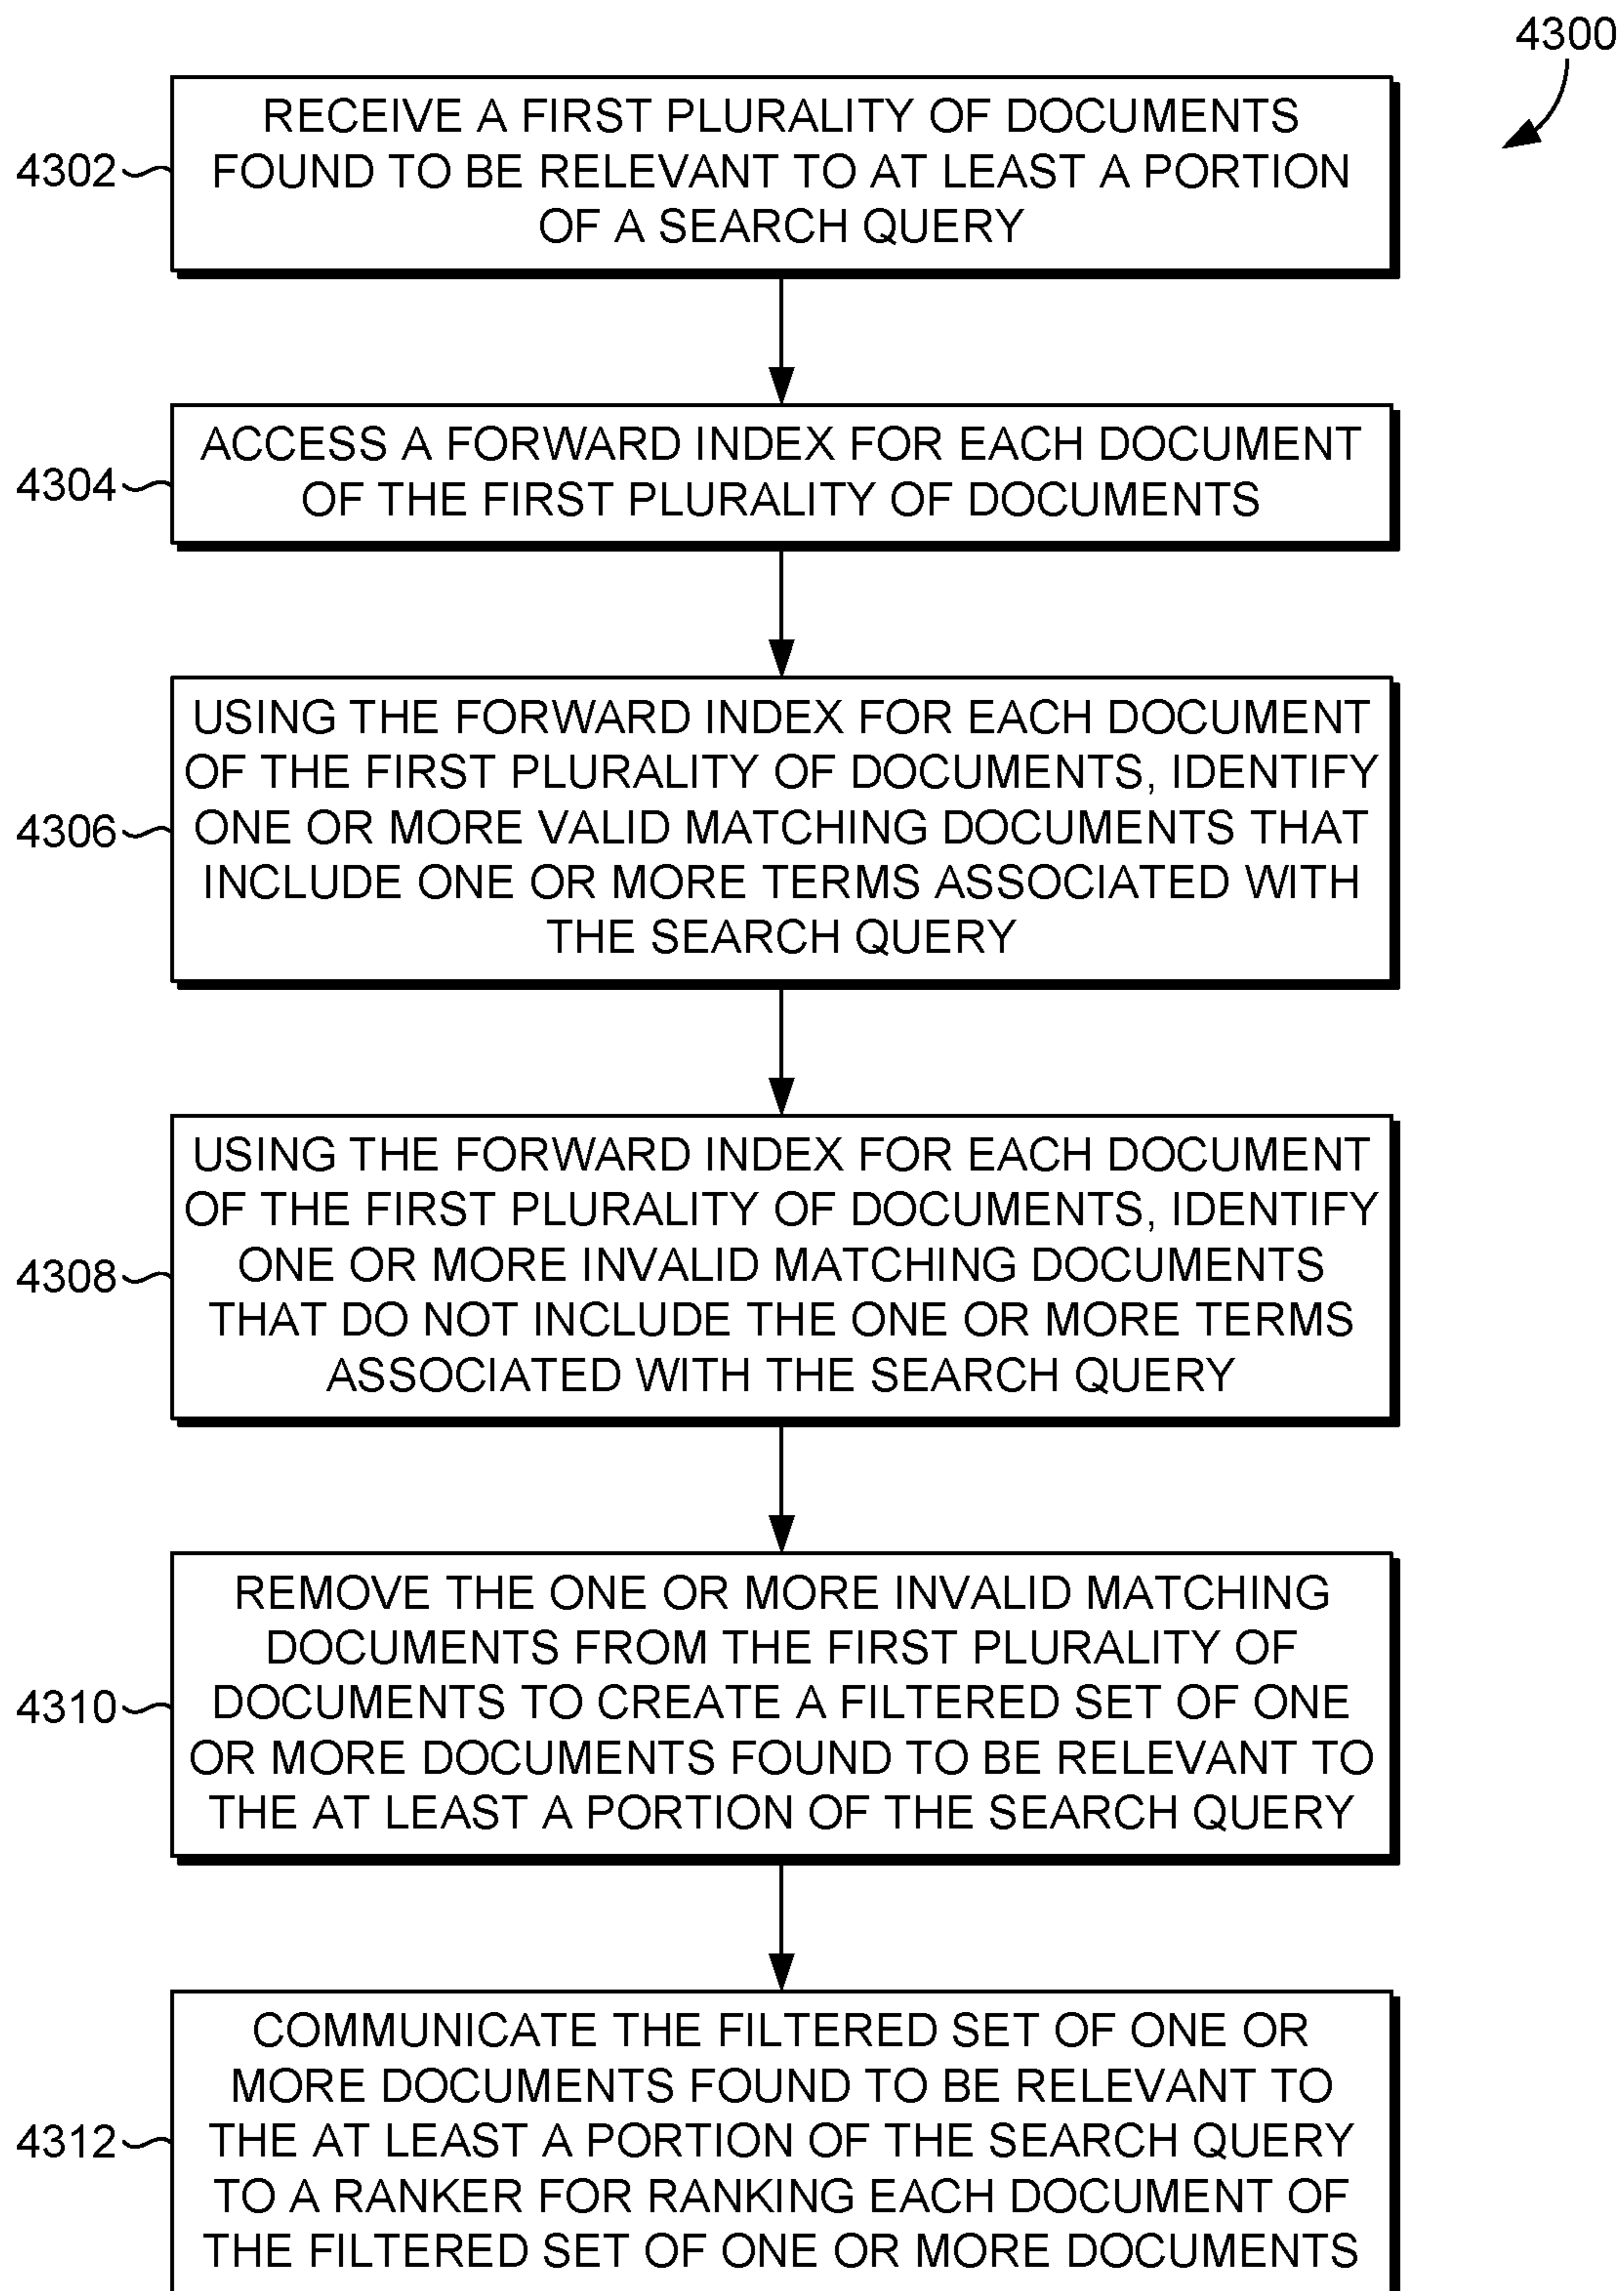 4300
RECEIVE A FIRST PLURALITY OF DOCUMENTS
4302
FOUND TO BE RELEVANT TO AT LEAST A PORTION
OF A SEARCH QUERY
ACCESS A FORWARD INDEX FOR EACH DOCUMENT
4304
OF THE FIRST PLURALITY OF DOCUMENTS
USING THE FORWARD INDEX FOR EACH DOCUMENT
OF THE FIRST PLURALITY OF DOCUMENTS, IDENTIFY
4306
ONE OR MORE VALID MATCHING DOCUMENTS THAT
INCLUDE ONE OR MORE TERMS ASSOCIATED WITH
THE SEARCH QUERY
USING THE FORWARD INDEX FOR EACH DOCUMENT
OF THE FIRST PLURALITY OF DOCUMENTS, IDENTIFY
4308
ONE OR MORE INVALID MATCHING DOCUMENTS
THAT DO NOT INCLUDE THE ONE OR MORE TERMS
ASSOCIATED WITH THE SEARCH QUERY
REMOVE THE ONE OR MORE INVALID MATCHING
DOCUMENTS FROM THE FIRST PLURALITY OF
4310
DOCUMENTS TO CREATE A FILTERED SET OF ONE
OR MORE DOCUMENTS FOUND TO BE RELEVANT TO
THE AT LEAST A PORTION OF THE SEARCH QUERY
COMMUNICATE THE FILTERED SET OF ONE OR
MORE DOCUMENTS FOUND TO BE RELEVANT TO
4312
THE AT LEAST A PORTION OF THE SEARCH QUERY
TO A RANKER FOR RANKING EACH DOCUMENT OF
THE FILTERED SET OF ONE OR MORE DOCUMENTS